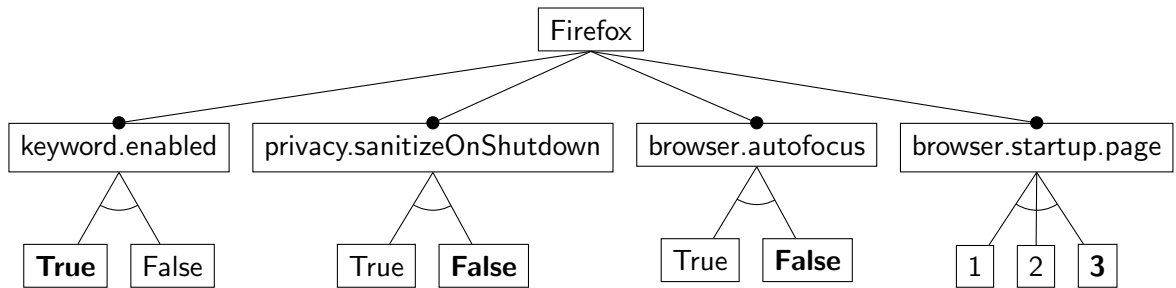 Firefox
keyword.enabled privacy.sanitizeOnShutdown browser.autofocus browser.startup.page
True False True False True False 1 2 3